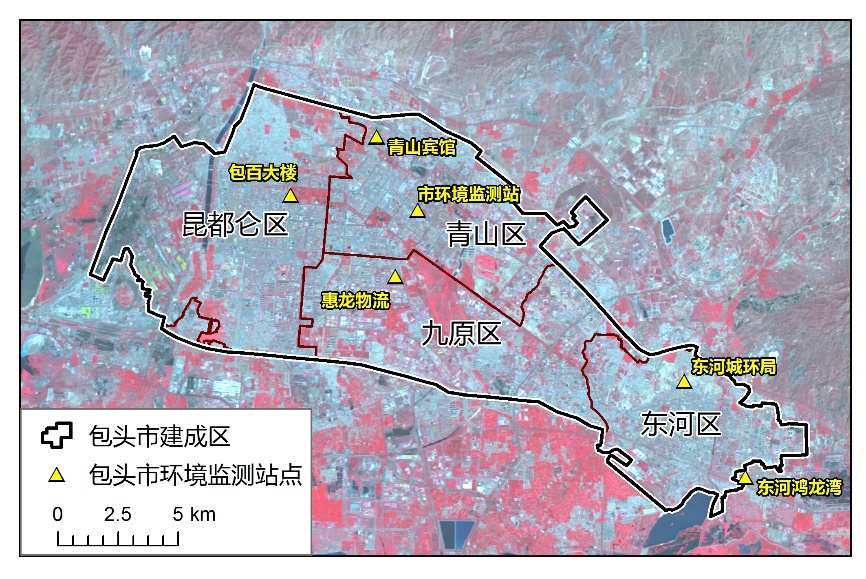 青山宾馆
包百大楼
市环境监测站
昆都仑区
青山区
惠龙物流
九原区
东河城环局
东河区
东河鸿龙湾
包头市建成区
包头市环境监测站点
0 2.5 5 km